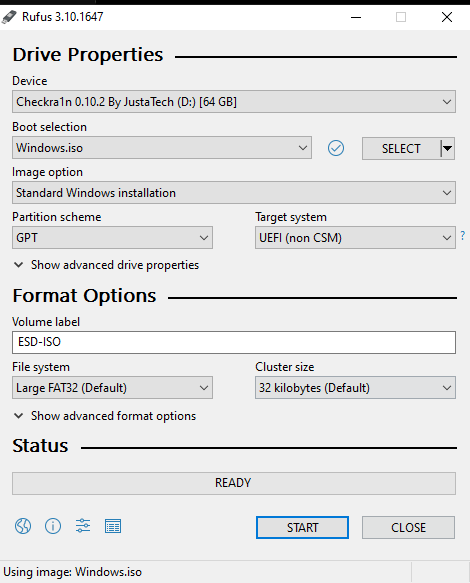 Rufus 3.10.1647
Drive Properties
Device
Checkra1n 0.10.2 By JustaTech (D:) [64 GB]
Boot selection
Windows.iso
SELECT
Image option
Standard Windows installation
Partition scheme
Target system
GPT
UEFI (non CSM)
?
Show advanced drive properties
Format Options
Volume label
ESD-ISO
File system
Cluster size
Large FAT32 (Default)
32 kilobytes (Default)
Show advanced format options
Status
READY
START
CLOSE
Using image: Windows.iso